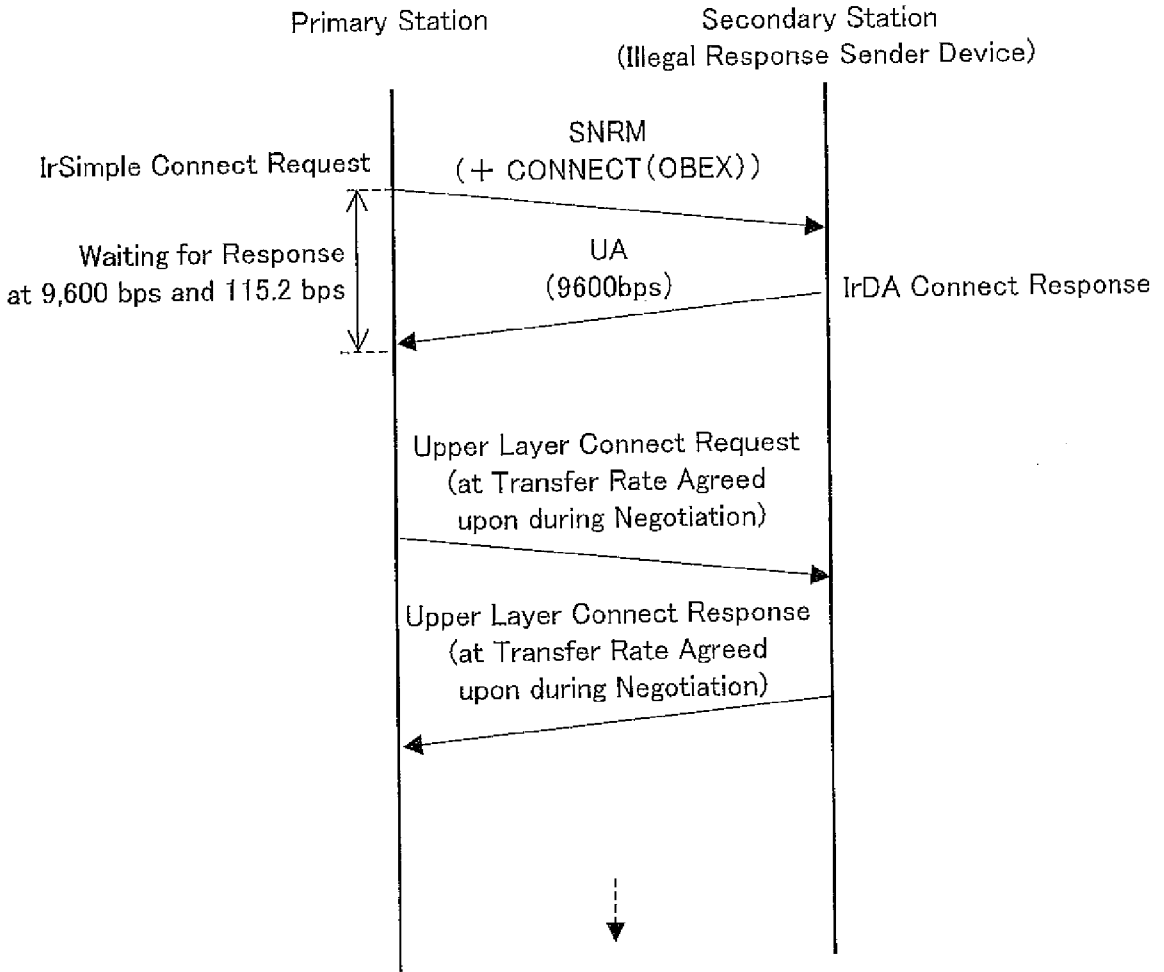 Primary Station
Secondary Station
(Illegal Response Sender Device)
SNRM
(+ CONNECT(OBEX))
IrSimple Connect Request
Waiting for Response
at 9,600 bps and 115.2 bps
UA
(9600bps)
IrDA Connect Response
Upper Layer Connect Request
(at Transfer Rate Agreed
upon during Negotiation)
Upper Layer Connect Response
(at Transfer Rate Agreed
upon during Negotiation)